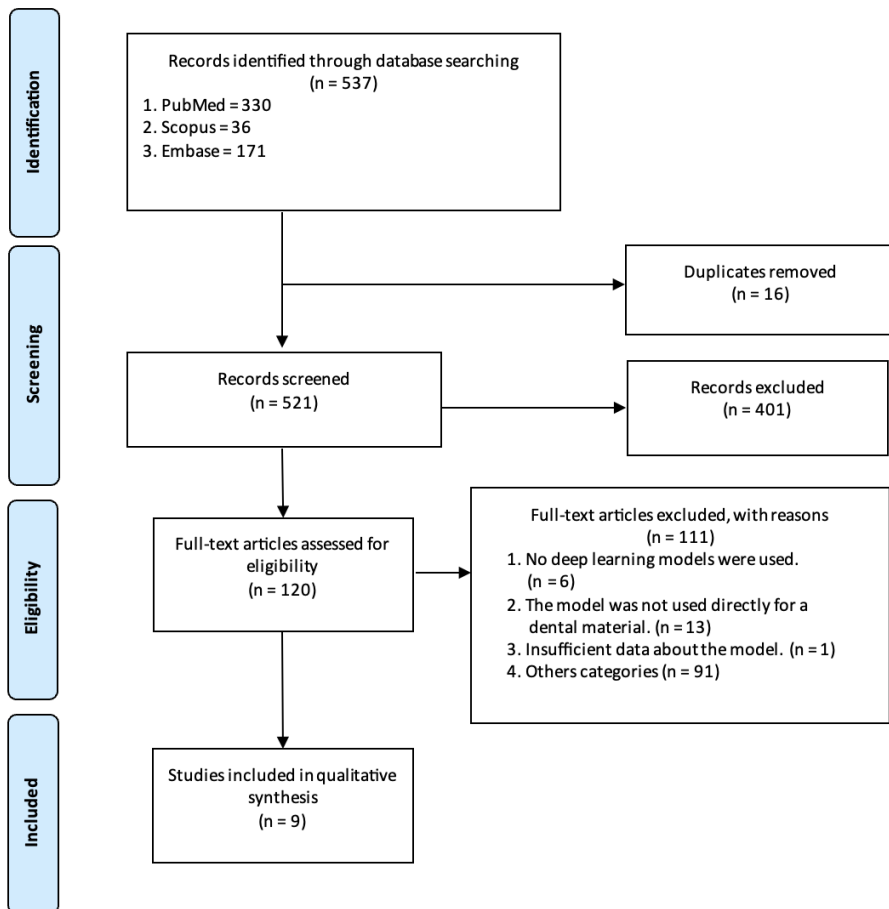 Identification
Records identified through database searching
(n = 537)
1. PubMed = 330
2. Scopus = 36
3. Embase = 171
Screening
Duplicates removed
(n = 16)
Records screened
(n = 521)
Records excluded
(n = 401)
Eligibility
Full-text articles assessed for
eligibility
(n = 120)
Full-text articles excluded, with reasons
(n = 111)
1. No deep learning models were used.
(n = 6)
2. The model was not used directly for a
dental material. (n = 13)
3. Insufficient data about the model. (n = 1)
4. Others categories (n = 91)
Included
Studies included in qualitative
synthesis
(n = 9)